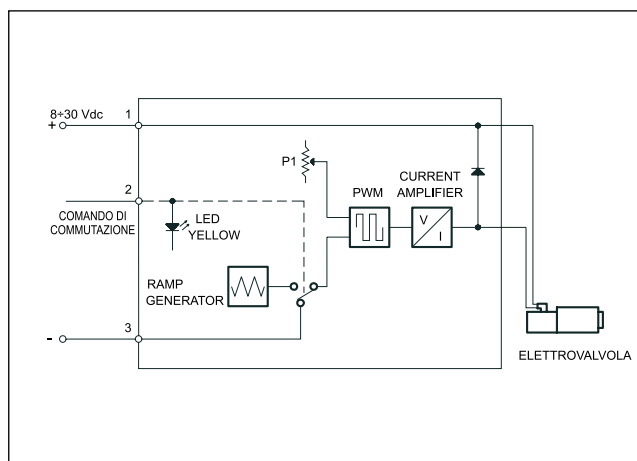 8÷30 Vdc
+
1
2
COMANDO DI
COMMUTAZIONE
LED
YELLOW
P1
PWM
CURRENT
AMPLIFIER
V
I
RAMP
GENERATOR
3
-
ELETTROVALVOLA